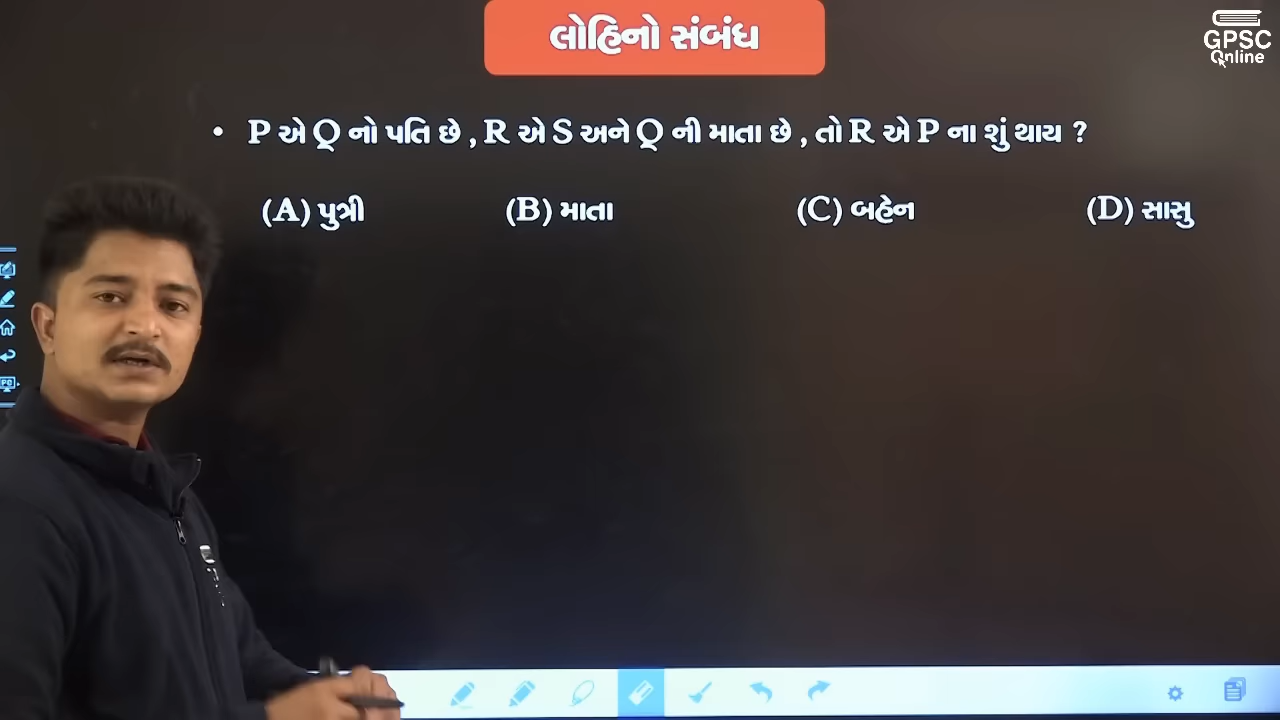 લોહિનો સંબંધ
GPSC
Online
• P એ Q નો પતિ છે , R એ S અને Q ની માતા છે , તો R એ P ના શું થાય ?
(A) પુત્રી (B) માતા (C) બહેન (D) સાસુ